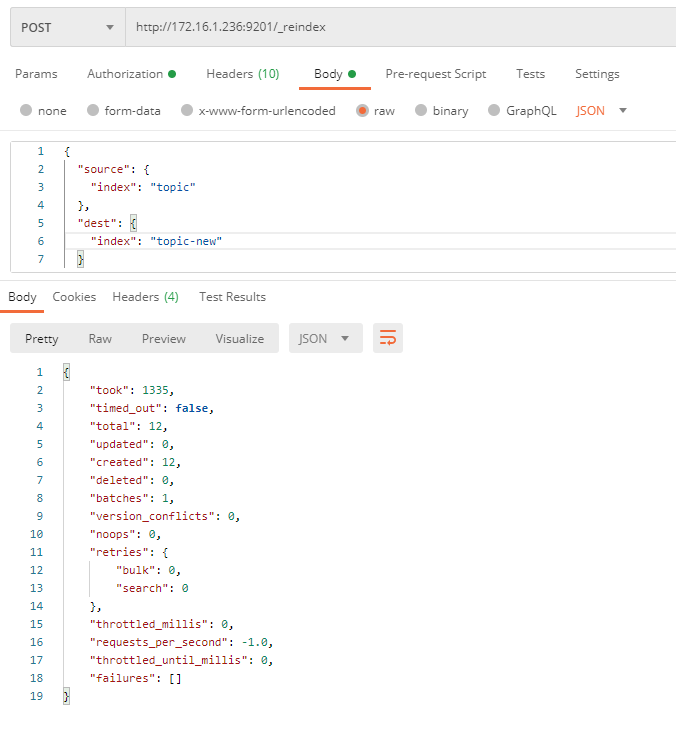 POST http://172.16.1.236:9201/_reindex
Params Authorization Headers (10) Body Pre-request Script Tests Settings
none form-data x-www-form-urlencoded raw binary GraphQL JSON
1 {
2 "source": {
3 "index": "topic"
4 },
5 "dest": {
6 "index": "topic-new"
7 }
Body Cookies Headers (4) Test Results
Pretty Raw Preview Visualize JSON
1 {
2 "took": 1335,
3 "timed_out": false,
4 "total": 12,
5 "updated": 0,
6 "created": 12,
7 "deleted": 0,
8 "batches": 1,
9 "version_conflicts": 0,
10 "noops": 0,
11 "retries": {
12 "bulk": 0,
13 "search": 0
14 },
15 "throttled_millis": 0,
16 "requests_per_second": -1.0,
17 "throttled_until_millis": 0,
18 "failures": []
19 }